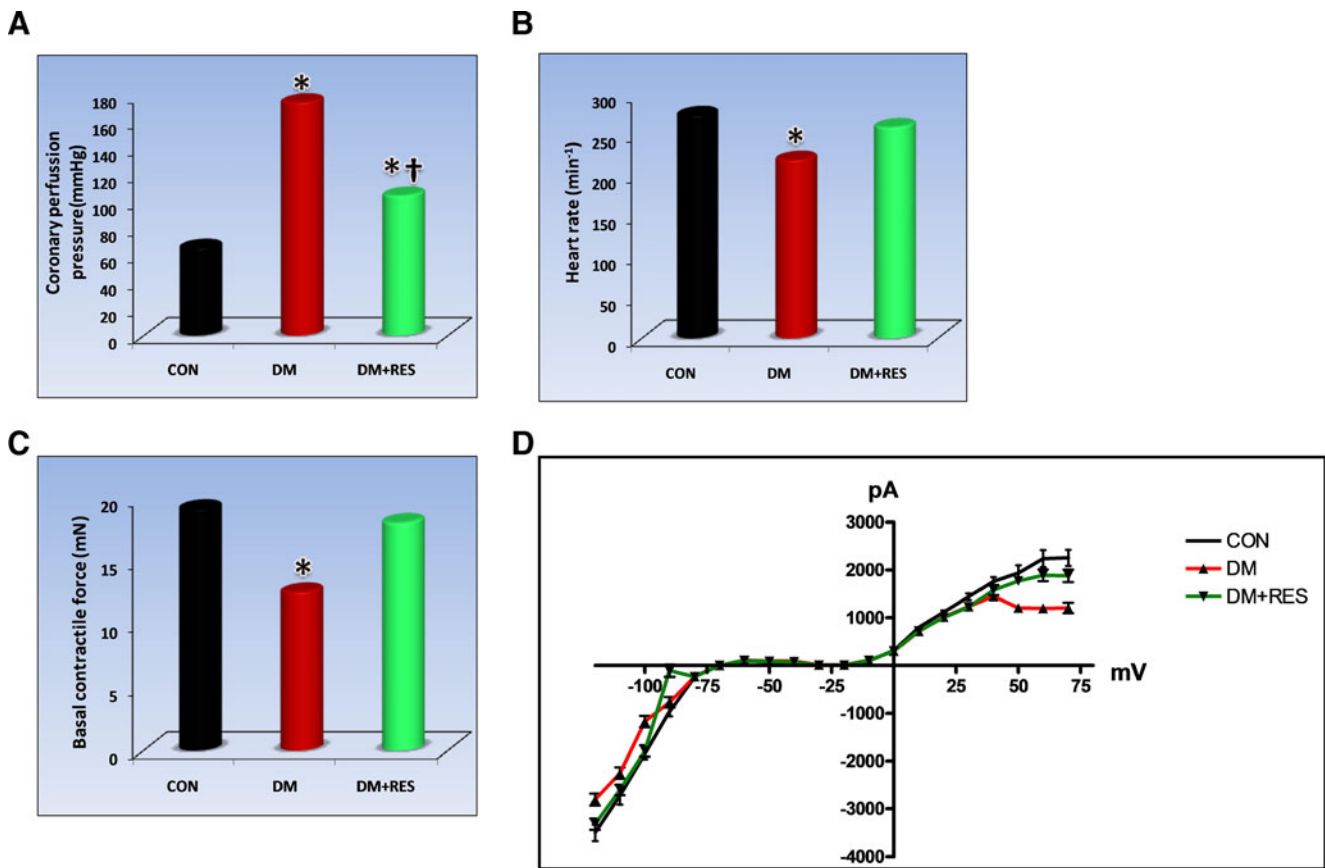 A
Coronary perfussion
pressure(mmHg)
180
160
140
120
100
80
60
40
20
0
*
*†
CON DM DM+RES
B
Heart rate (min⁻¹)
300
250
200
150
100
50
0
*
CON DM DM+RES
C
Basal contractile force (mN)
20
15
10
5
0
*
CON DM DM+RES
D
pA
3000
2000
1000
-1000
-2000
-3000
-4000
-100 -75 -50 -25 25 50 75
mV
CON
DM
DM+RES